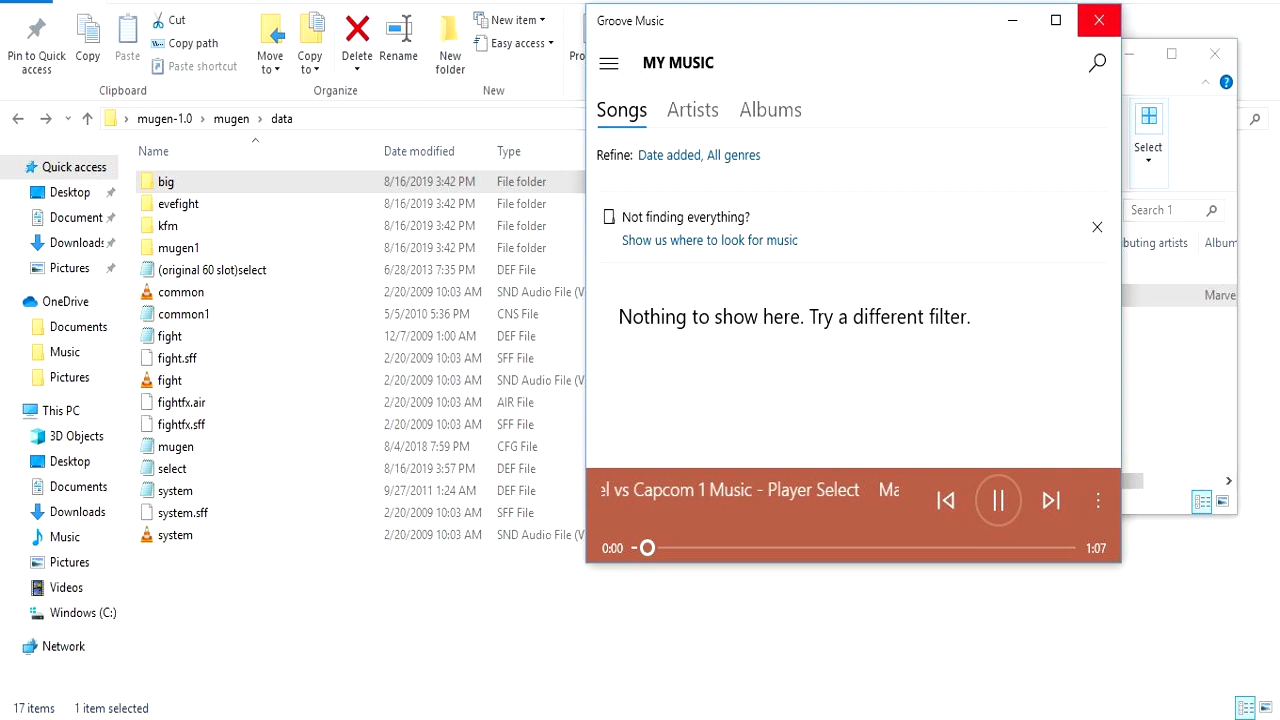 Groove Music
MY MUSIC
Songs Artists Albums
Refine: Date added, All genres
Not finding everything?
Show us where to look for music
Nothing to show here. Try a different filter.
el vs Capcom 1 Music - Player Select Ma
0:00 1:07
Pin to Quick access
Copy
Paste
Cut
Copy path
Paste shortcut
Clipboard
Move to
Copy to
Delete
Rename
Organize
New folder
New item
Easy access
New
Pro
mugen-1.0 > mugen > data
Quick access
Desktop
Document
Downloads
Pictures
OneDrive
Documents
Music
Pictures
This PC
3D Objects
Desktop
Documents
Downloads
Music
Pictures
Videos
Windows (C:)
Network
Name Date modified Type
big 8/16/2019 3:42 PM File folder
evefight 8/16/2019 3:42 PM File folder
kfm 8/16/2019 3:42 PM File folder
mugen1 8/16/2019 3:42 PM File folder
(original 60 slot)select 6/28/2013 7:35 PM DEF File
common 2/20/2009 10:03 AM SND Audio File (V
common1 5/5/2010 5:36 PM CNS File
fight 12/7/2009 1:00 AM DEF File
fight.sff 2/20/2009 10:03 AM SFF File
fight 2/20/2009 10:03 AM SND Audio File (V
fightfx.air 2/20/2009 10:03 AM AIR File
fightfx.sff 2/20/2009 10:03 AM SFF File
mugen 8/4/2018 7:59 PM CFG File
select 8/16/2019 3:57 PM DEF File
system 9/27/2011 1:24 AM DEF File
system.sff 2/20/2009 10:03 AM SFF File
system 2/20/2009 10:03 AM SND Audio File (V
17 items 1 item selected
Select
Search 1
buting artists Album
Marve